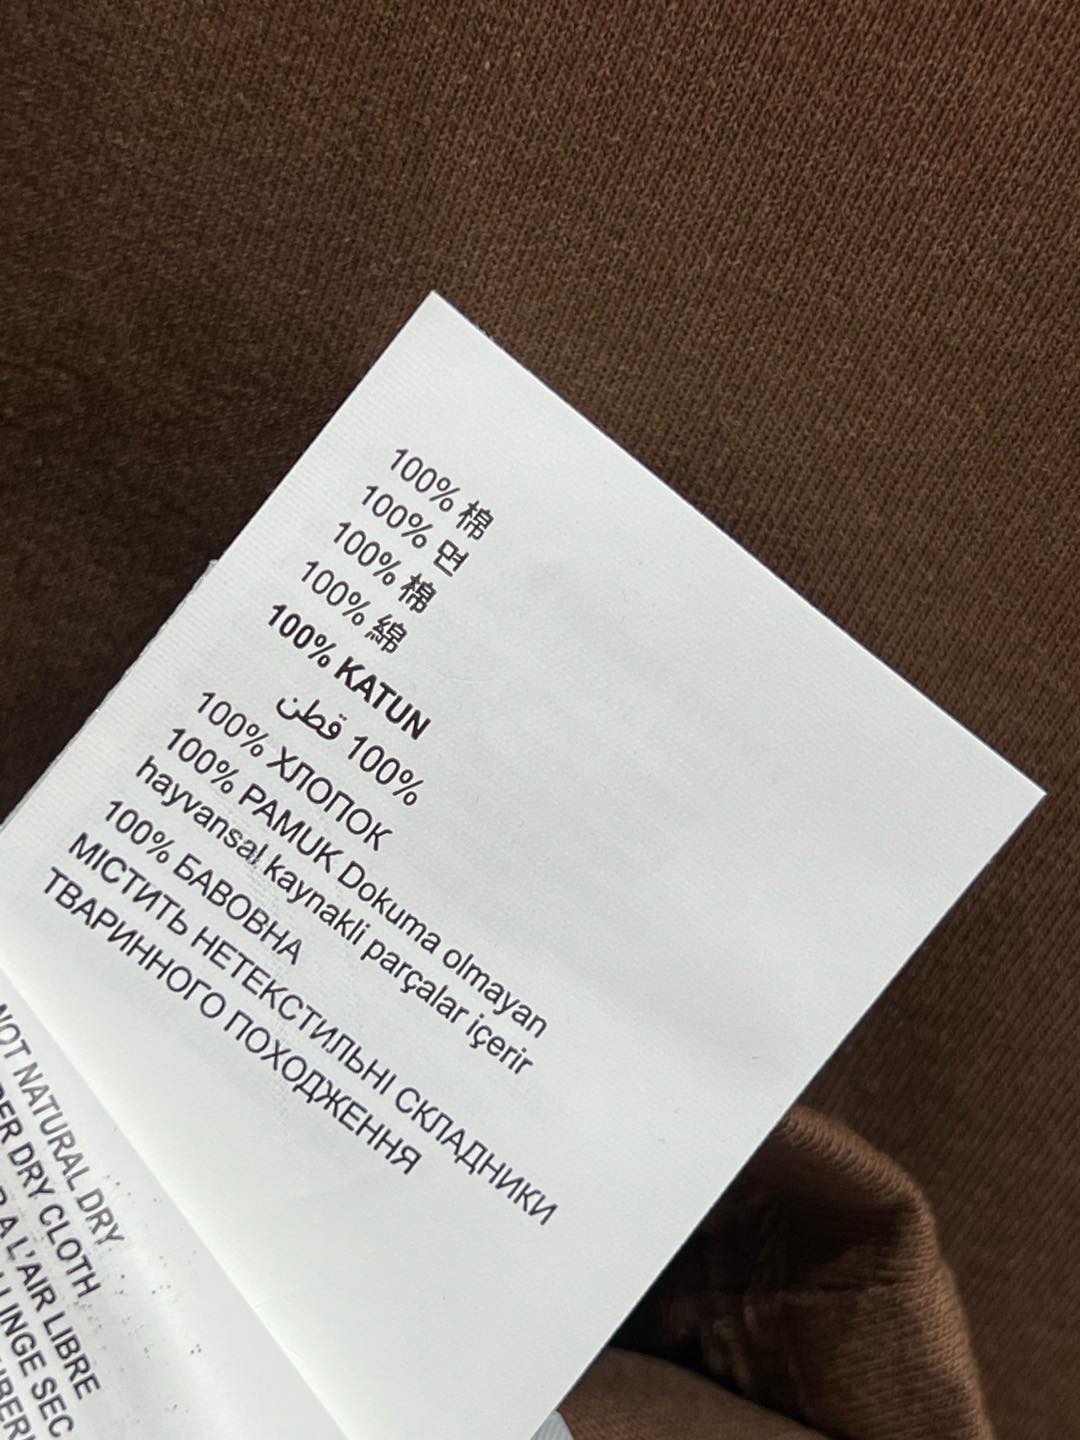 100% 棉
100% 면
100% 棉
100% 綿
100% KATUN
100% قطن
100% ХЛОПОК
100% PAMUK Dokuma olmayan
hayvansal kaynakli parçalar içerir
100% БАВОВНА
МІСТИТЬ НЕТЕКСТИЛЬНІ СКЛАДНИКИ
ТВАРИННОГО ПОХОДЖЕННЯ
NOT NATURAL DRY
DRY CLOTH
A L'AIR LIBRE
LINGE SEC